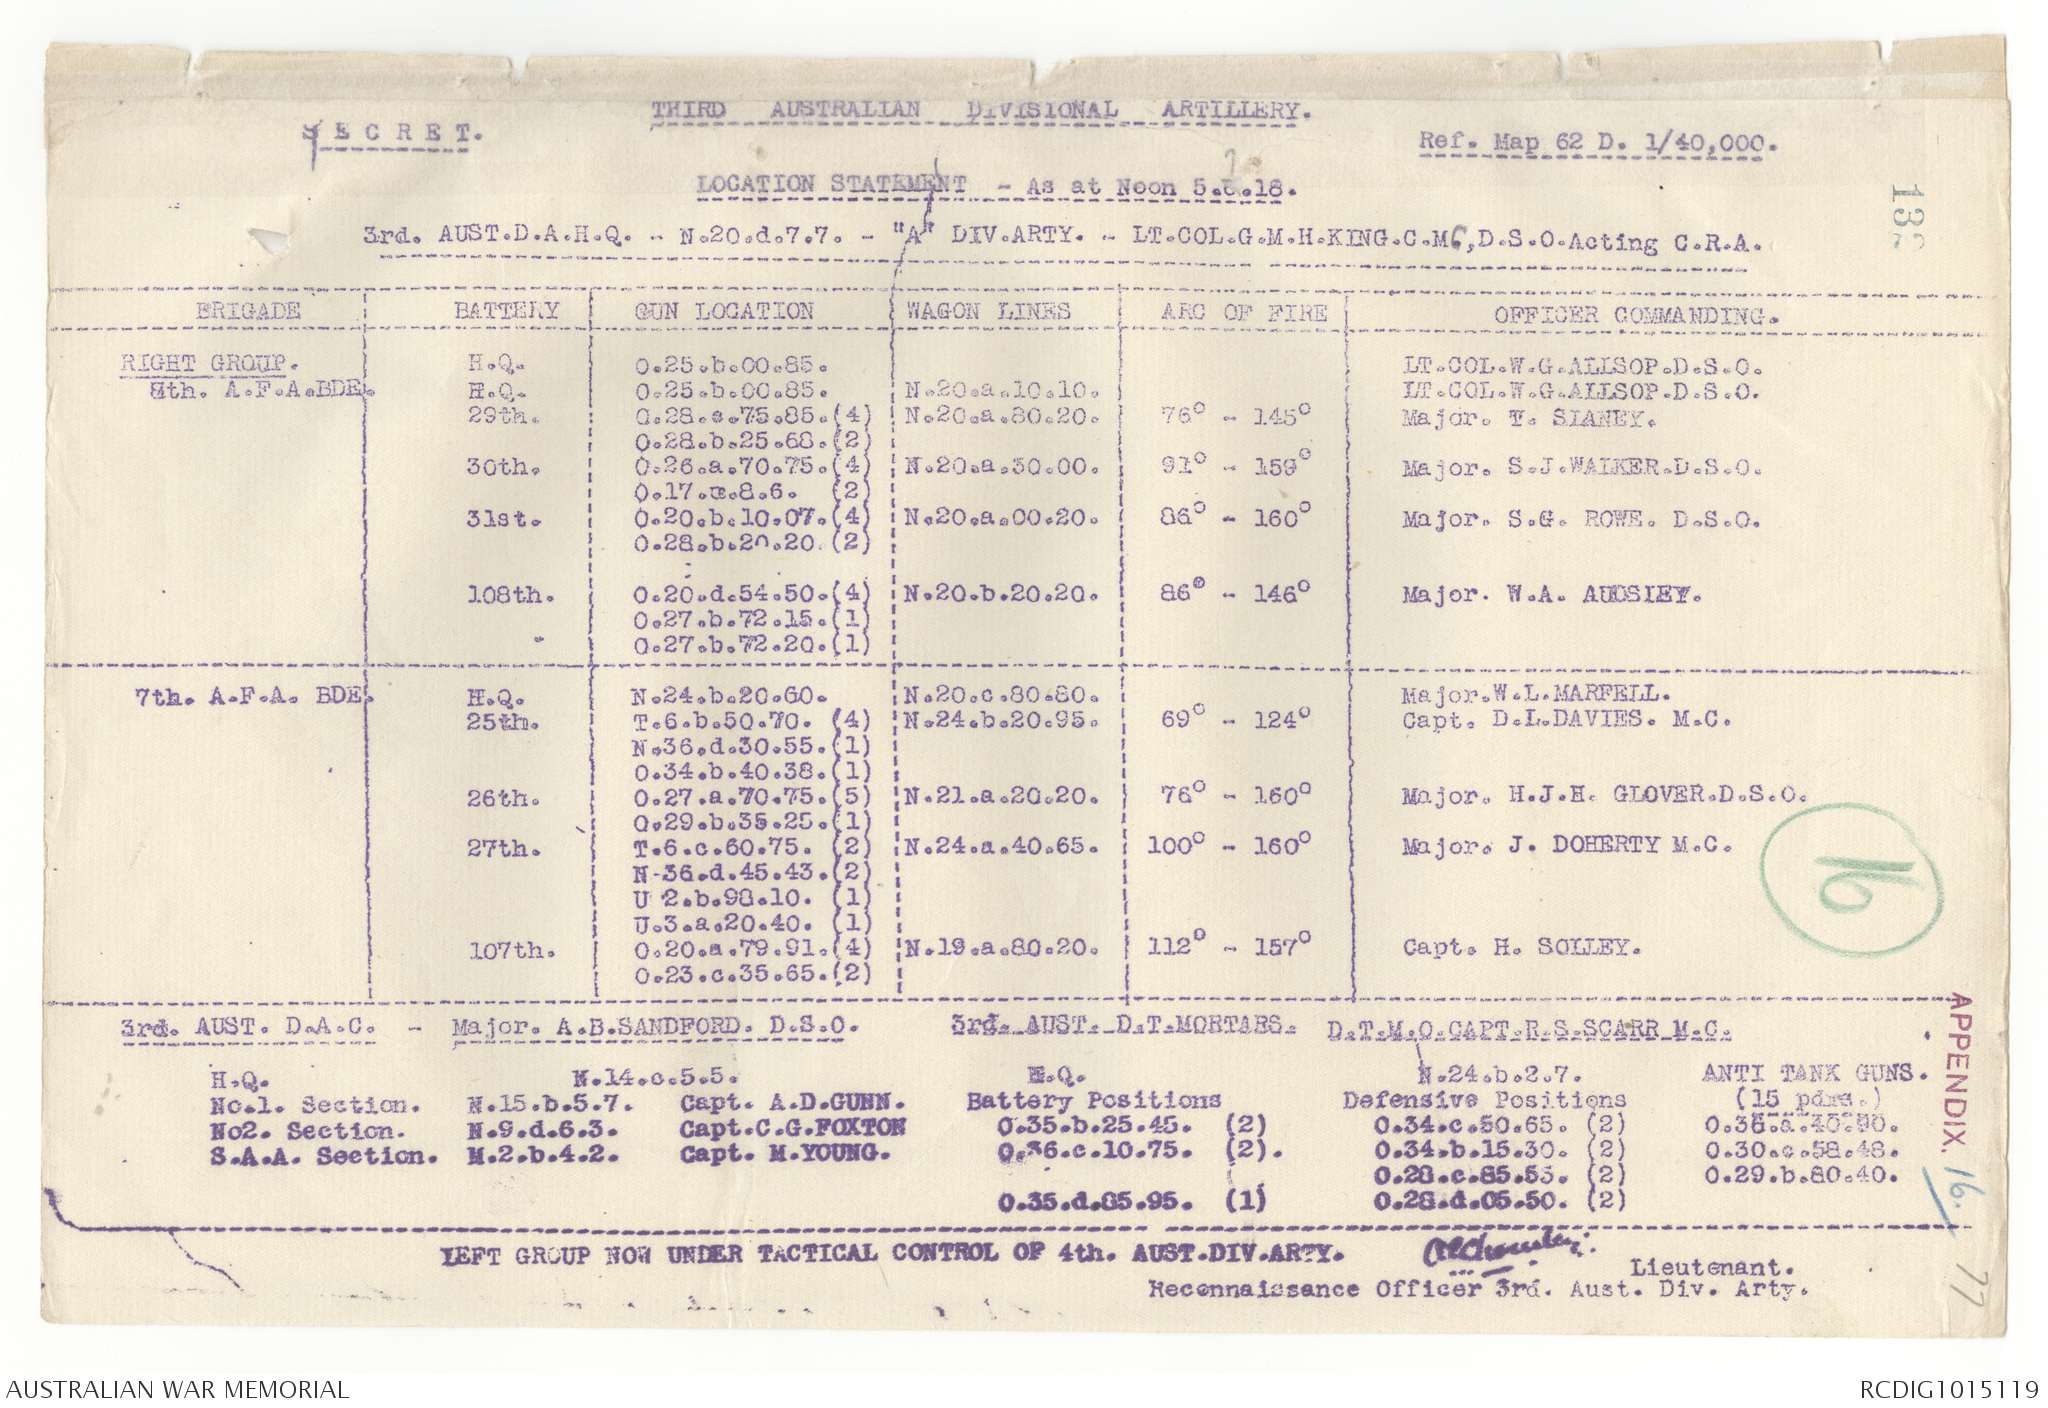 THIRD AUSTRALIAN DIVISIONAL ARTILLERY.
SECRET.
Ref. Map 62 D. 1/40,000.
LOCATION STATEMENT - As at Noon 5.  .18.
3rd. AUST.D.A.H.Q. - N.20.d.7.7. - "A" DIV.ARTY. - LT.COL.G.M.H.KING.C.MG,D.S.O.Acting C.R.A.
BRIGADE BATTERY GUN LOCATION WAGON LINES ARC OF FIRE OFFICER COMMANDING.
RIGHT GROUP. H.Q. O.25.b.00.85. LT.COL.W.G.ALLSOP.D.S.O.
8th. A.F.A.BDE. H.Q. O.25.b.00.85. N.20.a.10.10. LT.COL.W.G.ALLSOP.D.S.O.
29th. O.28.c.75.85.(4) N.20.a.80.20. 76° - 145° Major. T. SLANEY.
O.28.b.25.68.(2)
30th. O.26.a.70.75.(4) N.20.a.30.00. 91° - 159° Major. S.J.WALKER.D.S.O.
O.17. .8.6. (2)
31st. O.20.b.10.07.(4) N.20.a.00.20. 86° - 160° Major. S.G. ROWE. D.S.O.
O.28.b.20.20.(2)
108th. O.20.d.54.50.(4) N.20.b.20.20. 86° - 146° Major. W.A. AUDSLEY.
O.27.b.72.15.(1)
O.27.b.72.20.(1)
7th. A.F.A. BDE. H.Q. N.24.b.20.60. N.20.c.80.80. Major.W.L.MARFELL.
25th. T.6.b.50.70. (4) N.24.b.20.95. 69° - 124° Capt. D.L.DAVIES. M.C.
N.36.d.30.55.(1)
O.34.b.40.38.(1)
26th. O.27.a.70.75.(5) N.21.a.20.20. 76° - 160° Major. H.J.H. GLOVER.D.S.O.
O.29.b.35.25.(1)
27th. T.6.c.60.75. (2) N.24.a.40.65. 100° - 160° Major. J. DOHERTY M.C.
N 36.d.45.43.(2)
U 2.b.98.10. (1)
U.3.a.20.40. (1)
107th. O.20.a.79.91.(4) N.19.a.80.20. 112° - 157° Capt. H. SOLLEY.
O.23.c.35.65.(2)
3rd. AUST. D.A.C. - Major. A.B.SANDFORD. D.S.O. 3rd. AUST. D.T.MORTARS. D.T.M.O.CAPT.R.S.SCARR M.C.
H.Q. M.14.c.5.5. H.Q. N.24.b.2.7. ANTI TANK GUNS.
No.1. Section. N.15.b.5.7. Capt. A.D.GUNN. Battery Positions Defensive Positions (15 pdrs.)
No2. Section. N.9.d.6.3. Capt.C.G.FOXTON O.35.b.25.45. (2) O.34.c.50.65. (2) O.36.a.40.90.
S.A.A. Section. M.2.b.4.2. Capt. M.YOUNG. O.36.c.10.75. (2). O.34.b.15.30. (2) O.30.c.58.48.
O.28.c.85.53. (2) O.29.b.80.40.
O.35.d.85.95. (1) O.28.d.05.50. (2)
LEFT GROUP NOW UNDER TACTICAL CONTROL OF 4th. AUST.DIV.ARTY.
Lieutenant.
Reconnaissance Officer 3rd. Aust. Div. Arty.
16
APPENDIX. 16.
77
AUSTRALIAN WAR MEMORIAL
RCDIG1015119